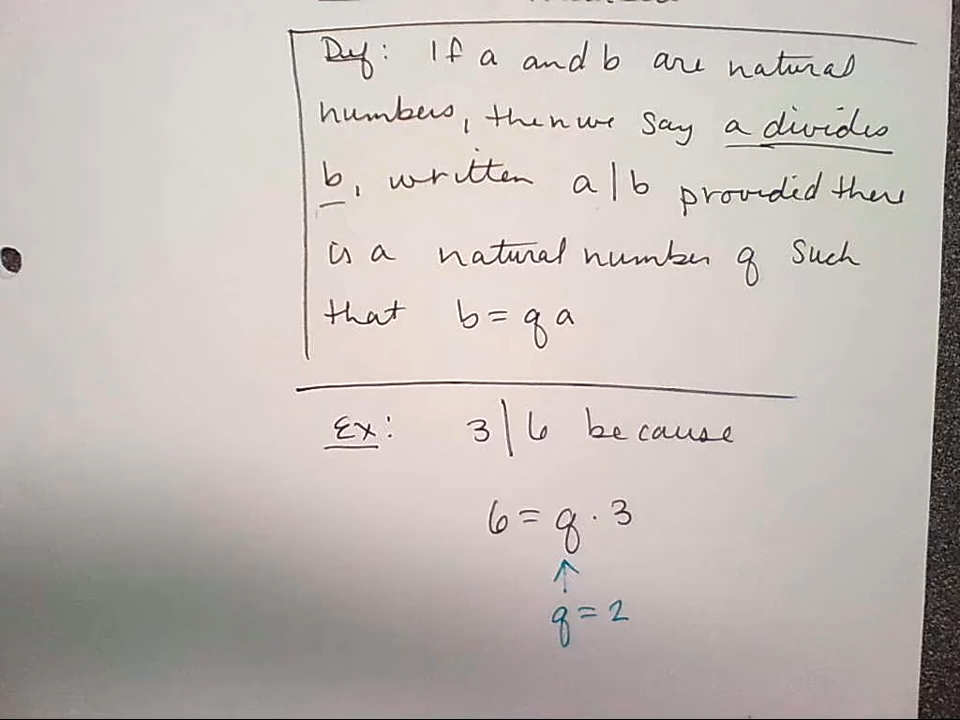 Def: If a and b are natural
numbers, then we say a divides
b, written a | b provided there
is a natural number q such
that b = q a
Ex: 3 | 6 because
6 = q · 3
↑
q = 2